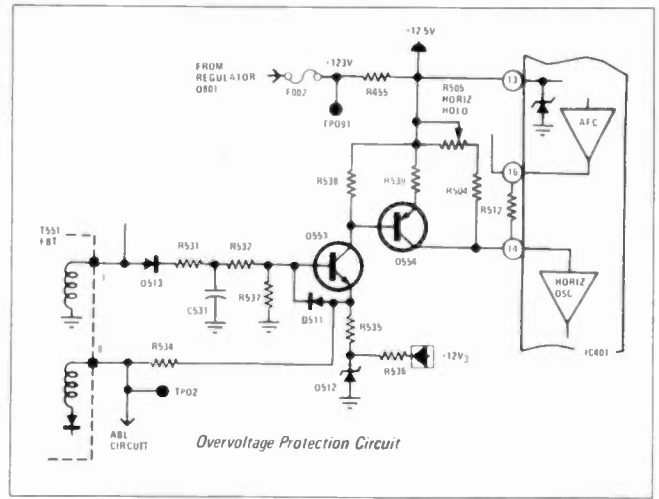 +12.5V
FROM
REGULATOR
Q801
+123V
F002
R455
TP091
R505
HORIZ
HOLD
13
AFC
16
R538
R539
R504
R512
T551
FBT
Q553
Q554
14
R531
R532
I
D513
R537
C531
D511
R535
HORIZ
OSC
IC401
R534
8
R536
-12V
TP02
D512
ABL
CIRCUIT
Overvoltage Protection Circuit